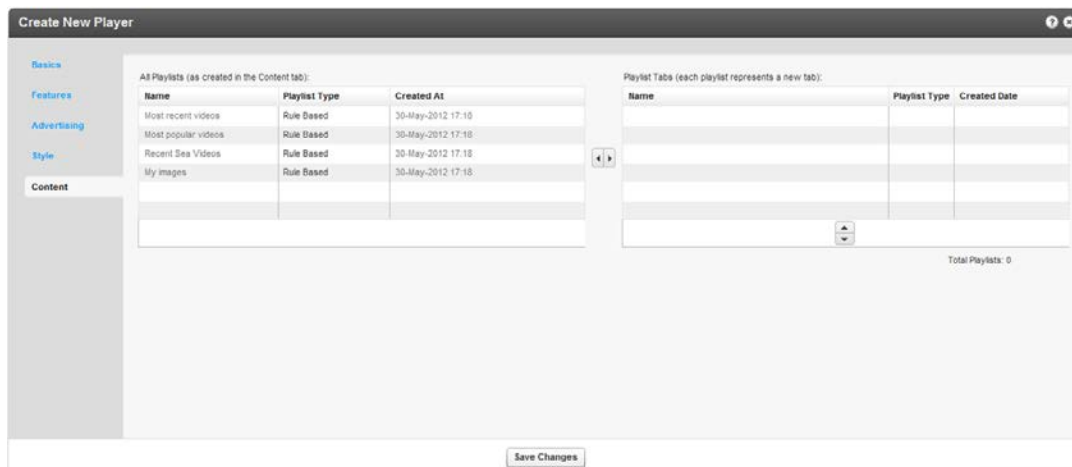 Create New Player
Basics
Features
Advertising
Style
Content
All Playlists (as created in the Content tab):
Name Playlist Type Created At
Most recent videos Rule Based 30-May-2012 17:18
Most popular videos Rule Based 30-May-2012 17:18
Recent Sea Videos Rule Based 30-May-2012 17:18
My images Rule Based 30-May-2012 17:18
Playlist Tabs (each playlist represents a new tab):
Name Playlist Type Created Date
Total Playlists: 0
Save Changes